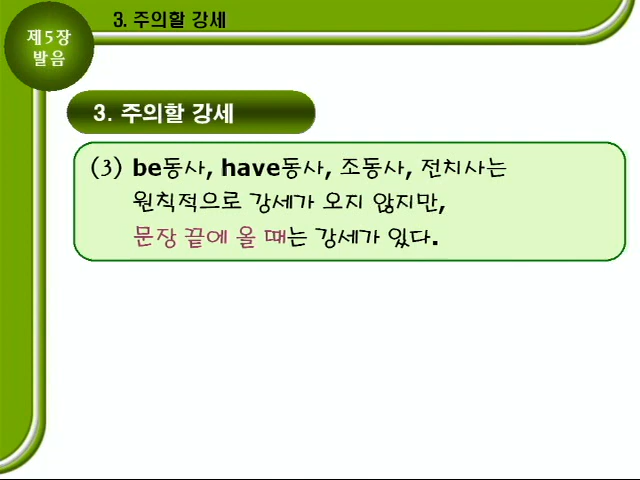 3. 주의할 강세
제5장
발음
3. 주의할 강세
(3) be동사, have동사, 조동사, 전치사는
원칙적으로 강세가 오지 않지만,
문장 끝에 올 때는 강세가 있다.